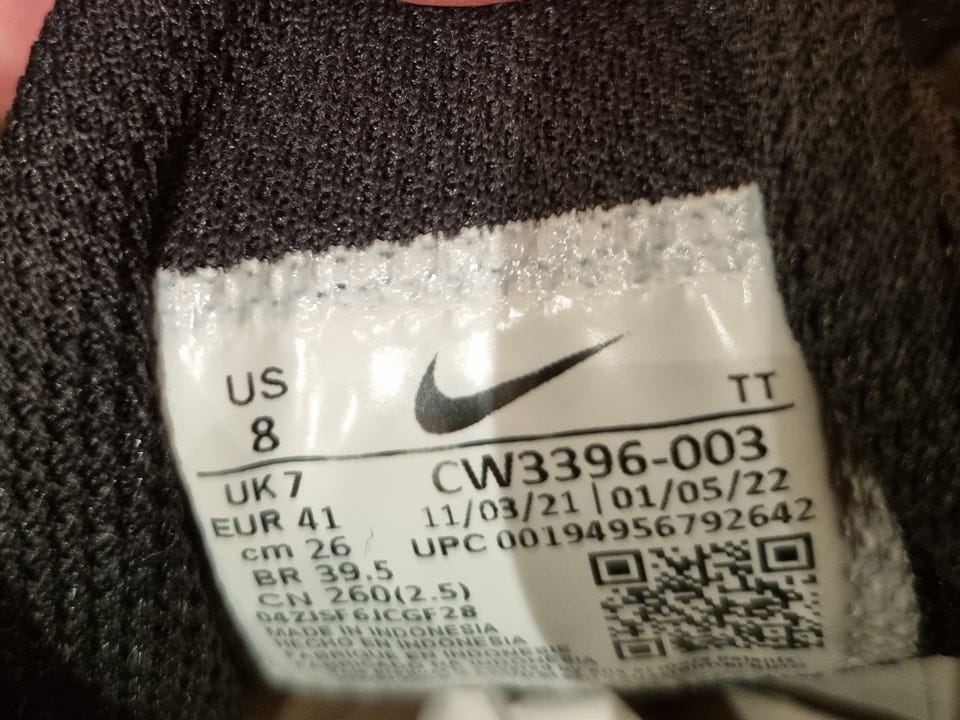 US
8
TT
UK 7
EUR 41
cm 26
BR 39.5
CN 260(2.5)
04ZJSF6JCGF28
MADE IN INDONESIA
HECHO EN INDONESIA
CW3396-003
11/03/21 | 01/05/22
UPC 00194956792642